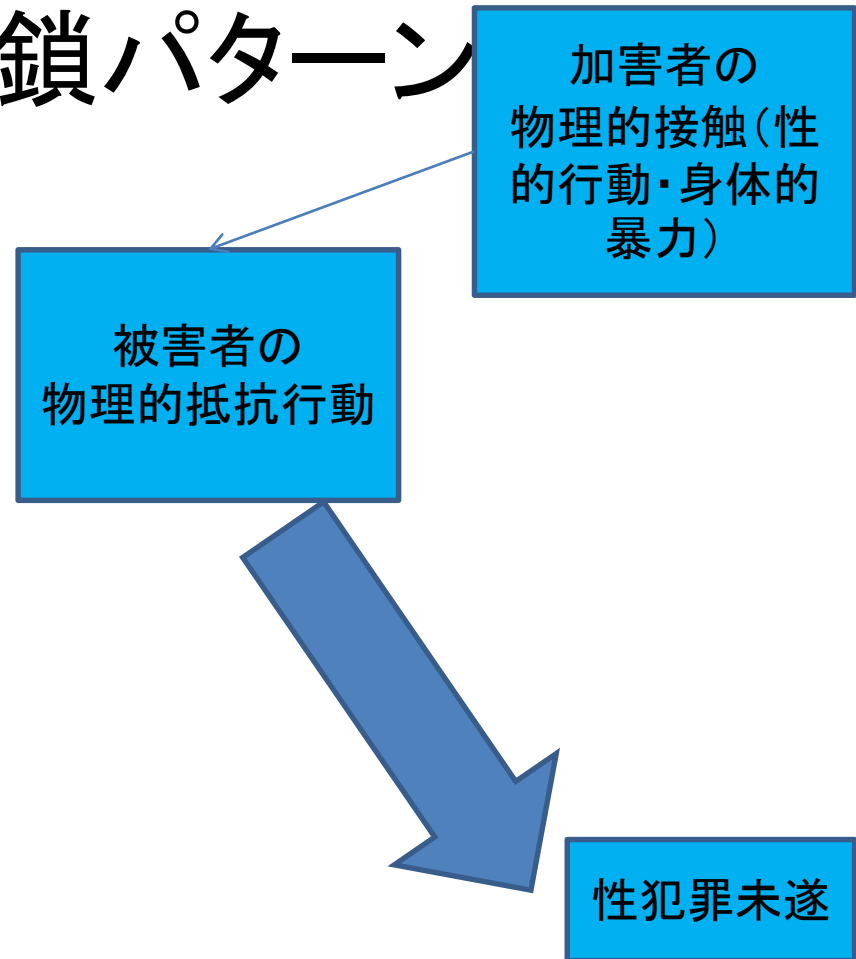 鎖パターン
加害者の
物理的接触（性
的行動・身体的
暴力）
被害者の
物理的抵抗行動
性犯罪未遂